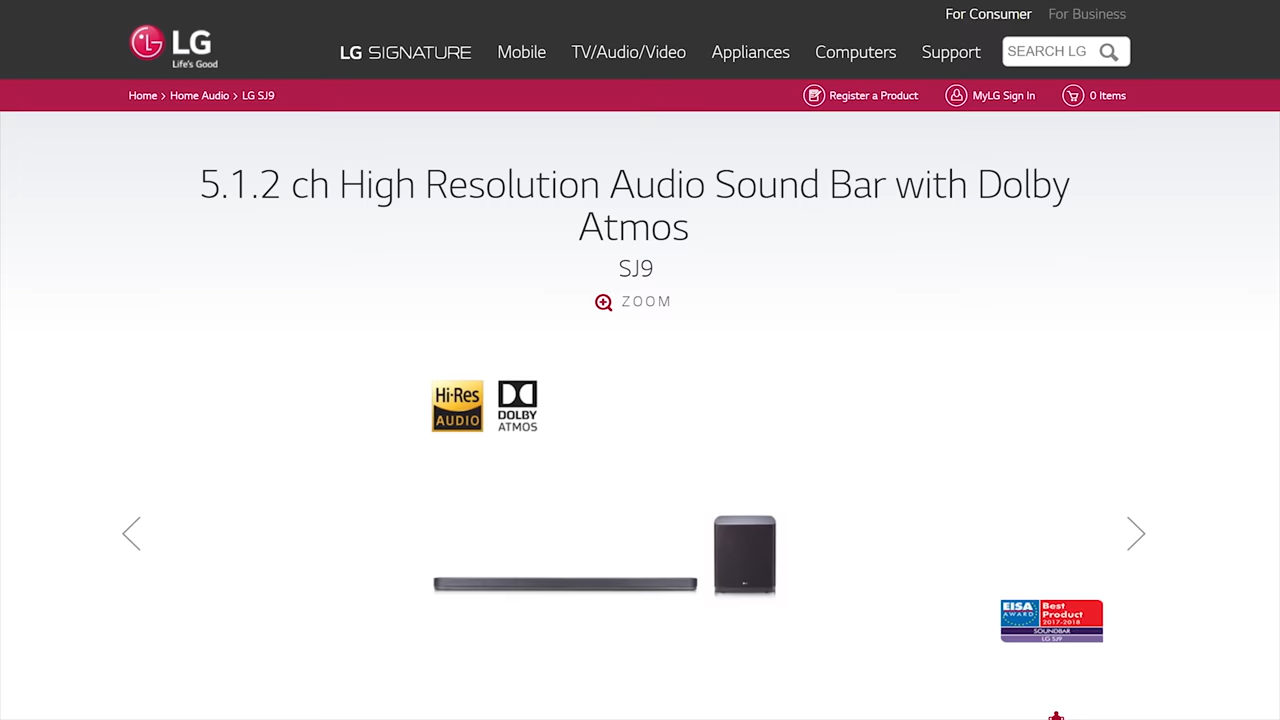 For Consumer For Business
LG
Life's Good
LG SIGNATURE Mobile TV/Audio/Video Appliances Computers Support SEARCH LG
Home > Home Audio > LG SJ9 Register a Product MyLG Sign In 0 Items
5.1.2 ch High Resolution Audio Sound Bar with Dolby
Atmos
SJ9
ZOOM
Hi-Res
AUDIO
DOLBY
ATMOS
EISA
AWARD
Best
Product
2017-2018
SOUNDBAR
LG SJ9